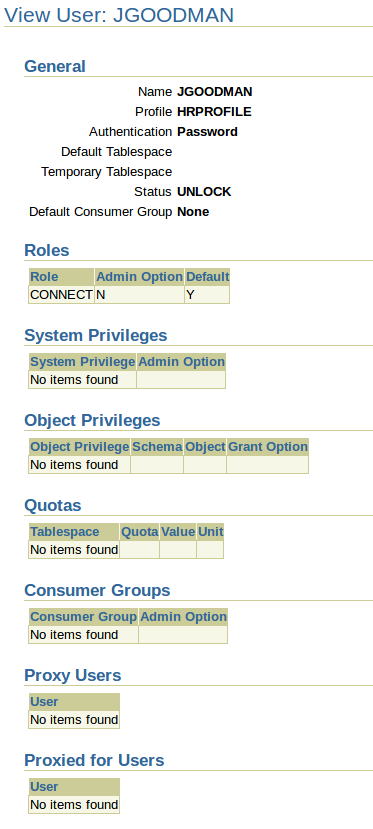 View User: JGOODMAN
General
Name JGOODMAN
Profile HRPROFILE
Authentication Password
Default Tablespace
Temporary Tablespace
Status UNLOCK
Default Consumer Group None
Roles
Role Admin Option Default
CONNECT N Y
System Privileges
System Privilege Admin Option
No items found
Object Privileges
Object Privilege Schema Object Grant Option
No items found
Quotas
Tablespace Quota Value Unit
No items found
Consumer Groups
Consumer Group Admin Option
No items found
Proxy Users
User
No items found
Proxied for Users
User
No items found